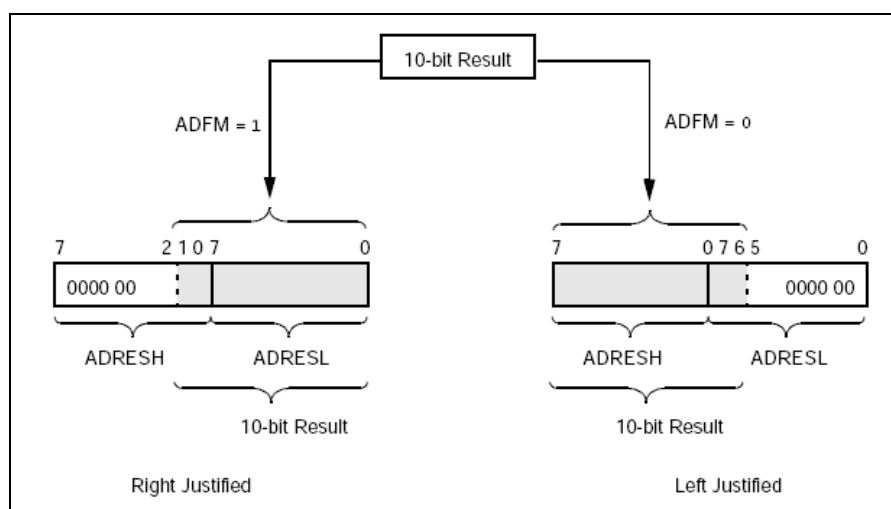 10-bit Result
ADFM = 1
ADFM = 0
7 2 1 0 7 0
7 0 7 6 5 0
0000 00
0000 00
ADRESH ADRESL
ADRESH ADRESL
10-bit Result
10-bit Result
Right Justified
Left Justified